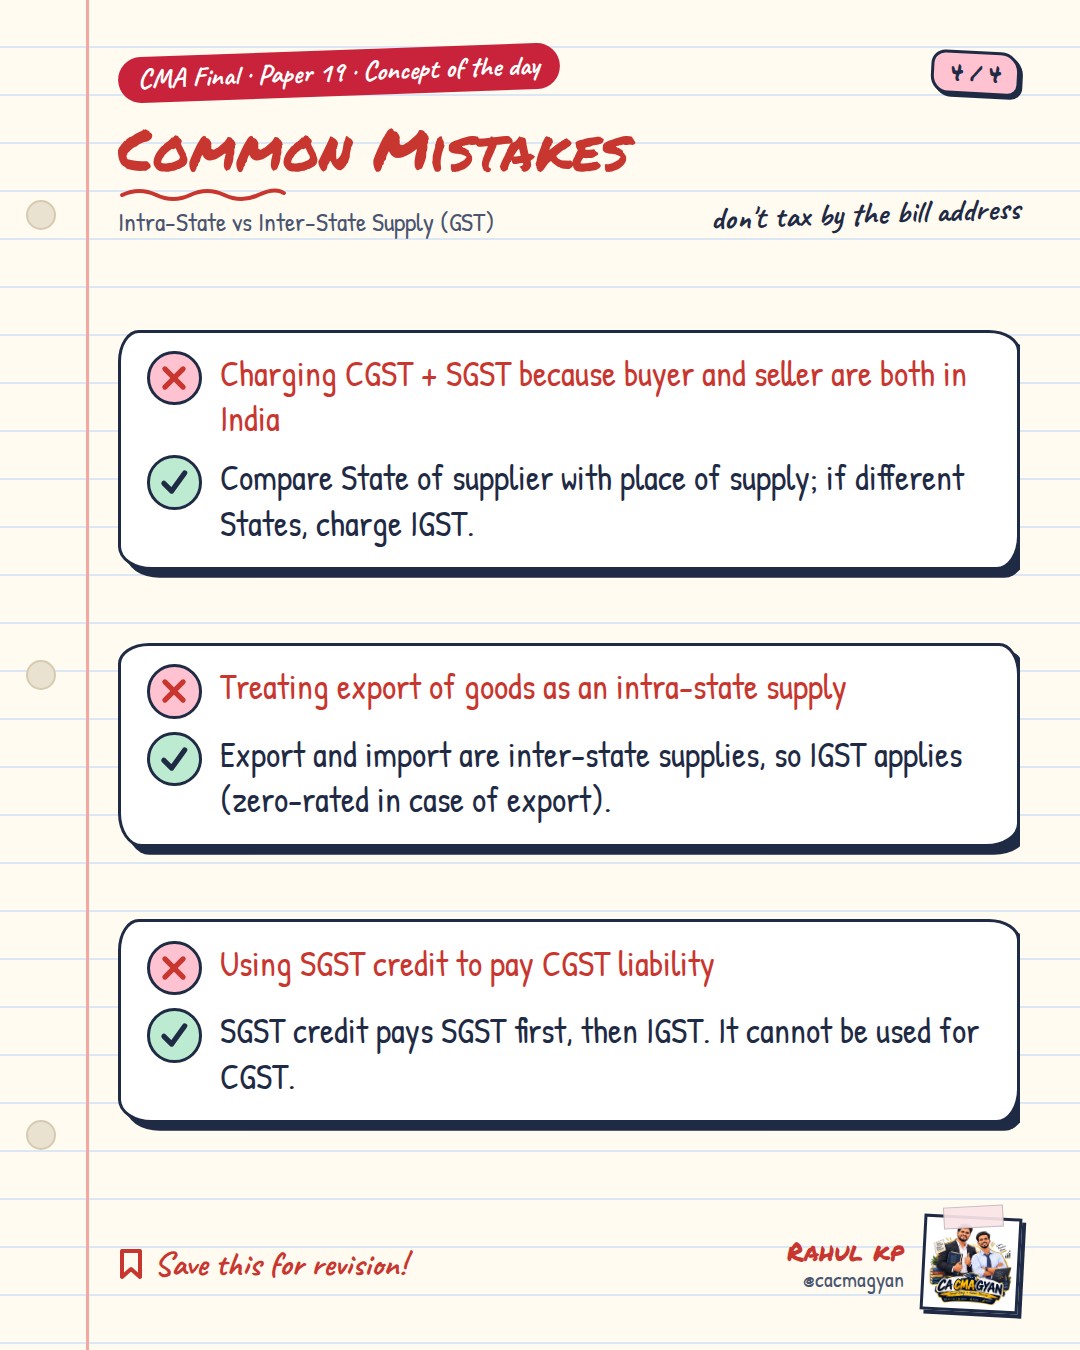 CMA Final · Paper 19 · Concept of the day
4 / 4
Common Mistakes
Intra-State vs Inter-State Supply (GST)
don't tax by the bill address
Charging CGST + SGST because buyer and seller are both in
India
Compare State of supplier with place of supply; if different
States, charge IGST.
Treating export of goods as an intra-state supply
Export and import are inter-state supplies, so IGST applies
(zero-rated in case of export).
Using SGST credit to pay CGST liability
SGST credit pays SGST first, then IGST. It cannot be used for
CGST.
Save this for revision!
Rahul KP
@cacmagyan
CA CMA GYAN